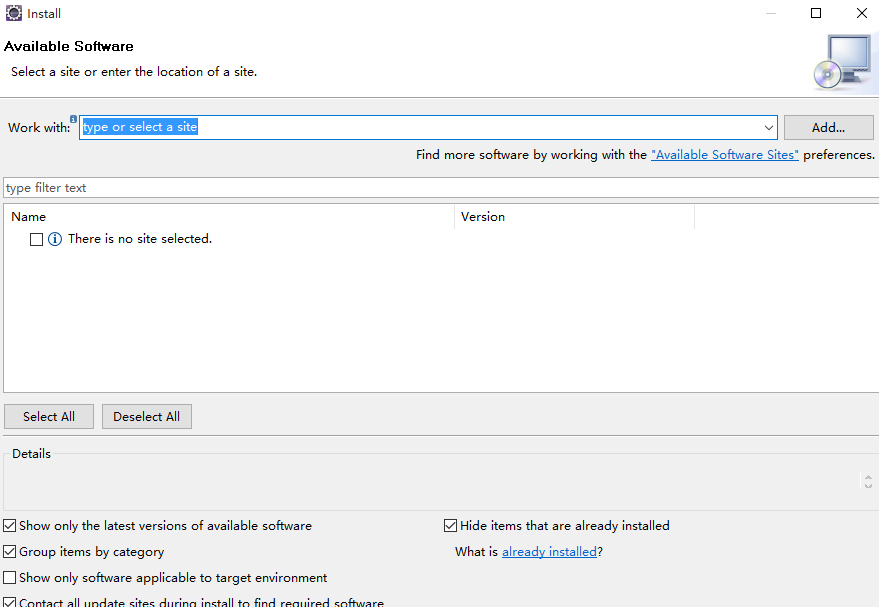 Install
Available Software
Select a site or enter the location of a site.
Work with: type or select a site Add...
Find more software by working with the "Available Software Sites" preferences.
type filter text
Name Version
There is no site selected.
Select All Deselect All
Details
Show only the latest versions of available software Hide items that are already installed
Group items by category What is already installed?
Show only software applicable to target environment
Contact all update sites during install to find required software